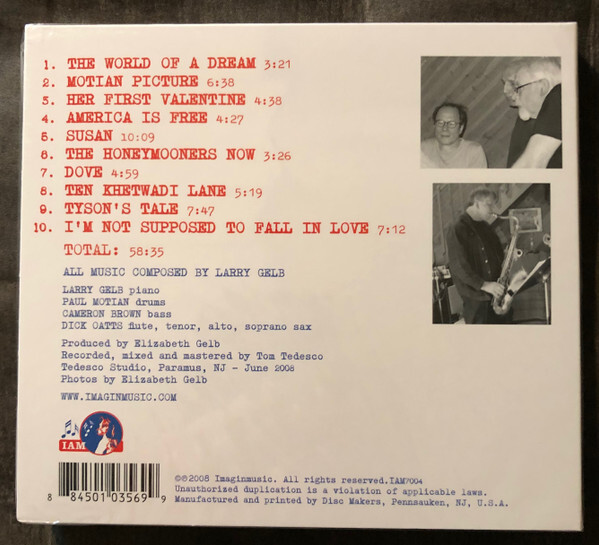 1. THE WORLD OF A DREAM 3:21
2. MOTIAN PICTURE 6:38
3. HER FIRST VALENTINE 4:38
4. AMERICA IS FREE 4:27
5. SUSAN 10:09
6. THE HONEYMOONERS NOW 3:26
7. DOVE 4:59
8. TEN KHETWADI LANE 5:19
9. TYSON'S TALE 7:47
10. I'M NOT SUPPOSED TO FALL IN LOVE 7:12
TOTAL: 58:35
ALL MUSIC COMPOSED BY LARRY GELB
LARRY GELB piano
PAUL MOTIAN drums
CAMERON BROWN bass
DICK OATTS flute, tenor, alto, soprano sax
Produced by Elizabeth Gelb
Recorded, mixed and mastered by Tom Tedesco
Tedesco Studio, Paramus, NJ - June 2008
Photos by Elizabeth Gelb
WWW.IMAGINMUSIC.COM
IAM
8 84501 03569 9
©℗2008 Imaginmusic. All rights reserved.IAM7004
Unauthorized duplication is a violation of applicable laws.
Manufactured and printed by Disc Makers, Pennsauken, NJ, U.S.A.